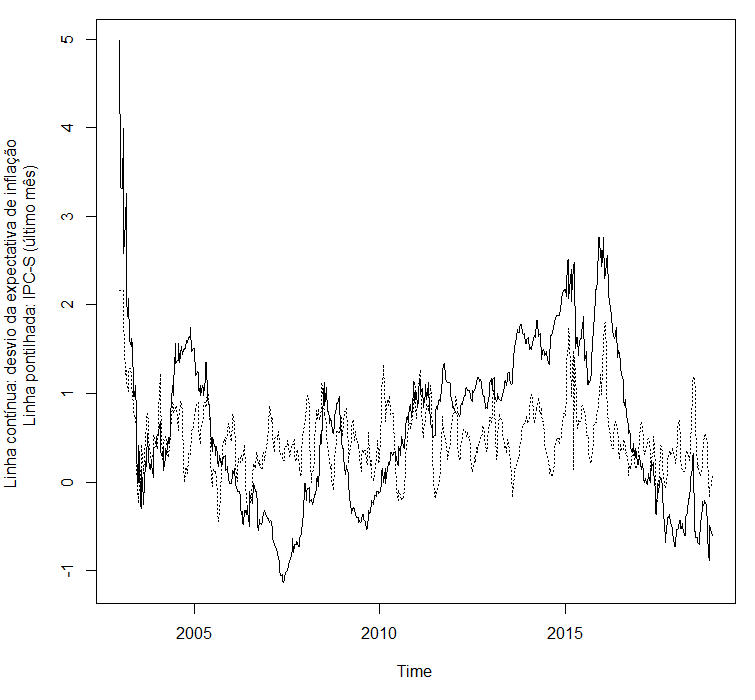 Linha contínua: desvio da expectativa de inflação
Linha pontilhada: IPC-S (último mês)
5
4
3
2
1
0
-1
2005 2010 2015
Time